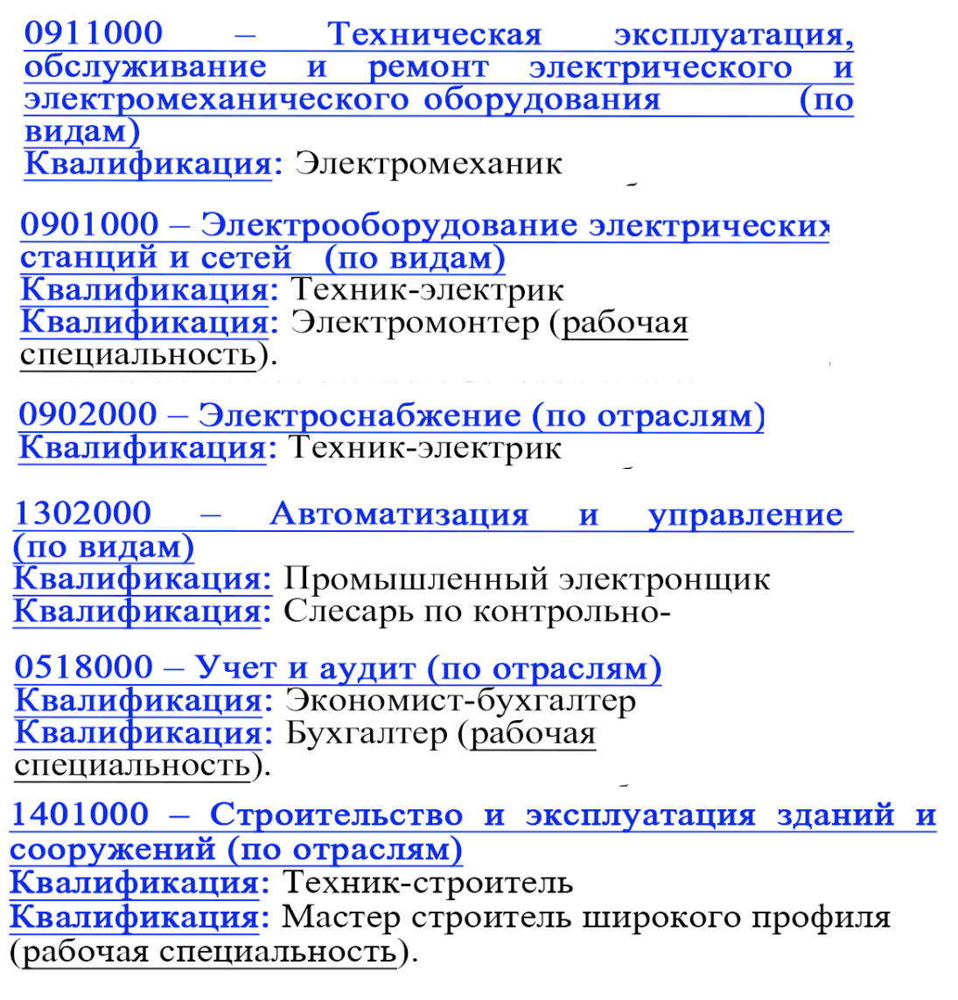 0911000 – Техническая эксплуатация,
обслуживание и ремонт электрического и
электромеханического оборудования (по
видам)
Квалификация: Электромеханик
0901000 – Электрооборудование электрических
станций и сетей (по видам)
Квалификация: Техник-электрик
Квалификация: Электромонтер (рабочая
специальность).
0902000 – Электроснабжение (по отраслям)
Квалификация: Техник-электрик
1302000 – Автоматизация и управление
(по видам)
Квалификация: Промышленный электронщик
Квалификация: Слесарь по контрольно-
0518000 – Учет и аудит (по отраслям)
Квалификация: Экономист-бухгалтер
Квалификация: Бухгалтер (рабочая
специальность).
1401000 – Строительство и эксплуатация зданий и
сооружений (по отраслям)
Квалификация: Техник-строитель
Квалификация: Мастер строитель широкого профиля
(рабочая специальность).